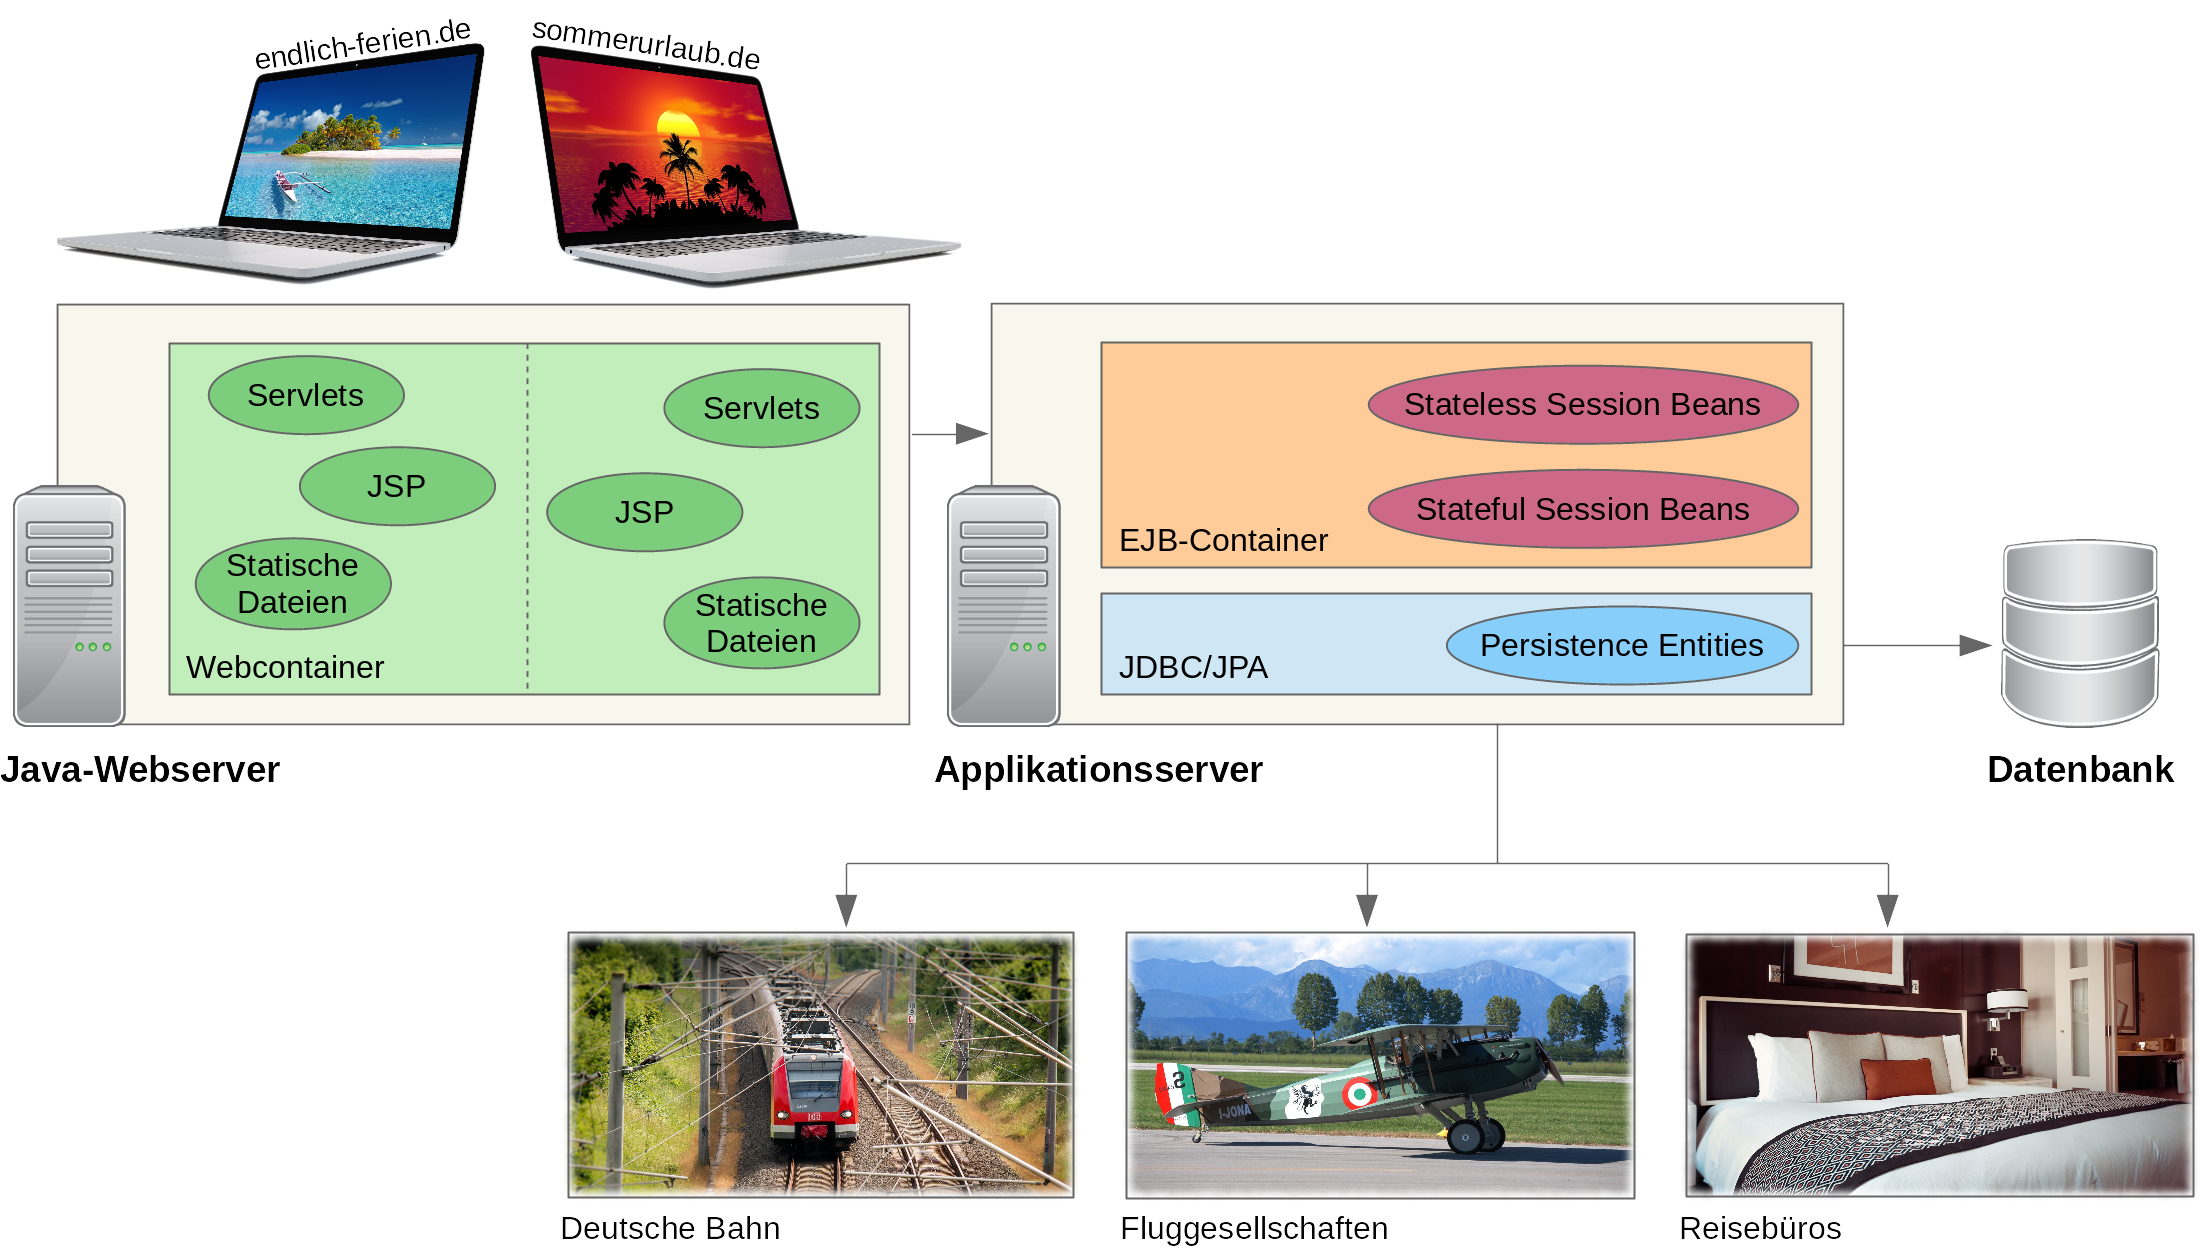 endlich-ferien.de
sommerurlaub.de
Servlets
JSP
Statische
Dateien
Webcontainer
Servlets
JSP
Statische
Dateien
Stateless Session Beans
Stateful Session Beans
EJB-Container
Persistence Entities
JDBC/JPA
Java-Webserver
Applikationsserver
Datenbank
I-JONA
Deutsche Bahn
Fluggesellschaften
Reisebüros